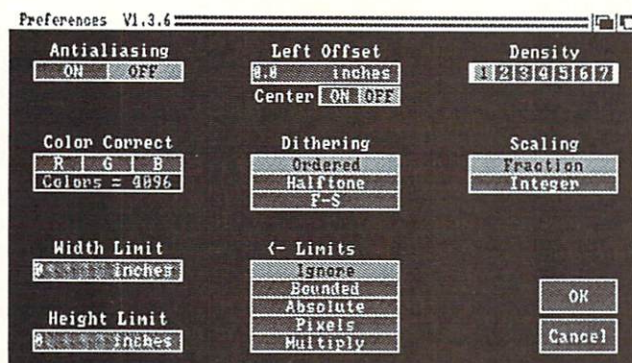 Preferences V1.3.6
Antialiasing
ON OFF
Left Offset
0.0 inches
Center ON OFF
Density
1 2 3 4 5 6 7
Color Correct
R G B
Colors = 4096
Dithering
Ordered
Halftone
F-S
Scaling
Fraction
Integer
Width Limit
0 inches
Height Limit
0 inches
<- Limits
Ignore
Bounded
Absolute
Pixels
Multiply
OK
Cancel